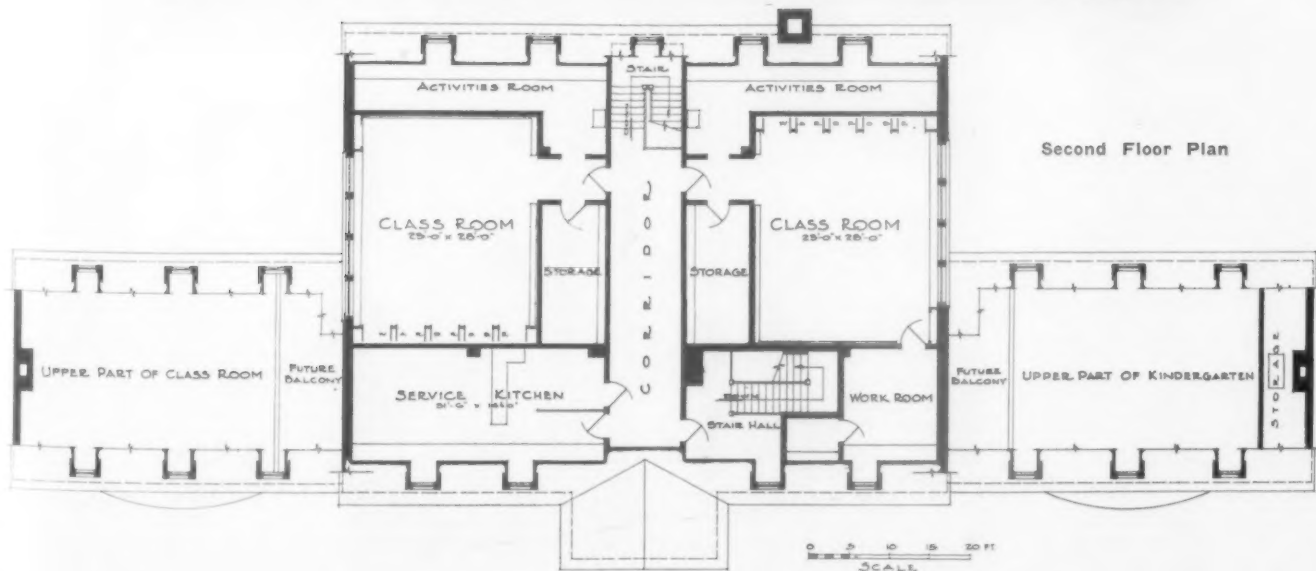 STAIR
ACTIVITIES ROOM
ACTIVITIES ROOM
Second Floor Plan
CLASS ROOM
25'-0" x 28'-0"
CORRIDOR
CLASS ROOM
25'-0" x 28'-0"
STORAGE
STORAGE
UPPER PART OF CLASS ROOM
FUTURE
BALCONY
SERVICE KITCHEN
DOWN
STAIR HALL
WORK ROOM
FUTURE
BALCONY
UPPER PART OF KINDERGARTEN
STORAGE
0 5 10 15 20 FT
SCALE